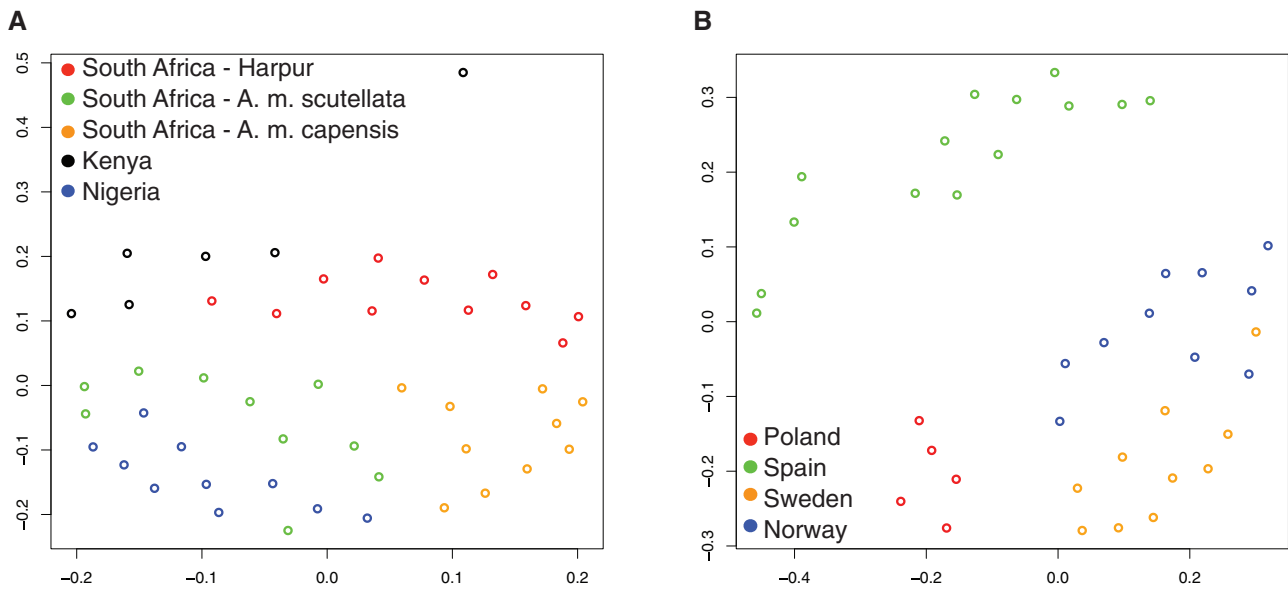 A
0.5
0.4
0.3
0.2
0.1
0.0
−0.1
−0.2
South Africa - Harpur
South Africa - A. m. scutellata
South Africa - A. m. capensis
Kenya
Nigeria
−0.2 −0.1 0.0 0.1 0.2
B
0.3
0.2
0.1
0.0
−0.1
−0.2
−0.3
Poland
Spain
Sweden
Norway
−0.4 −0.2 0.0 0.2